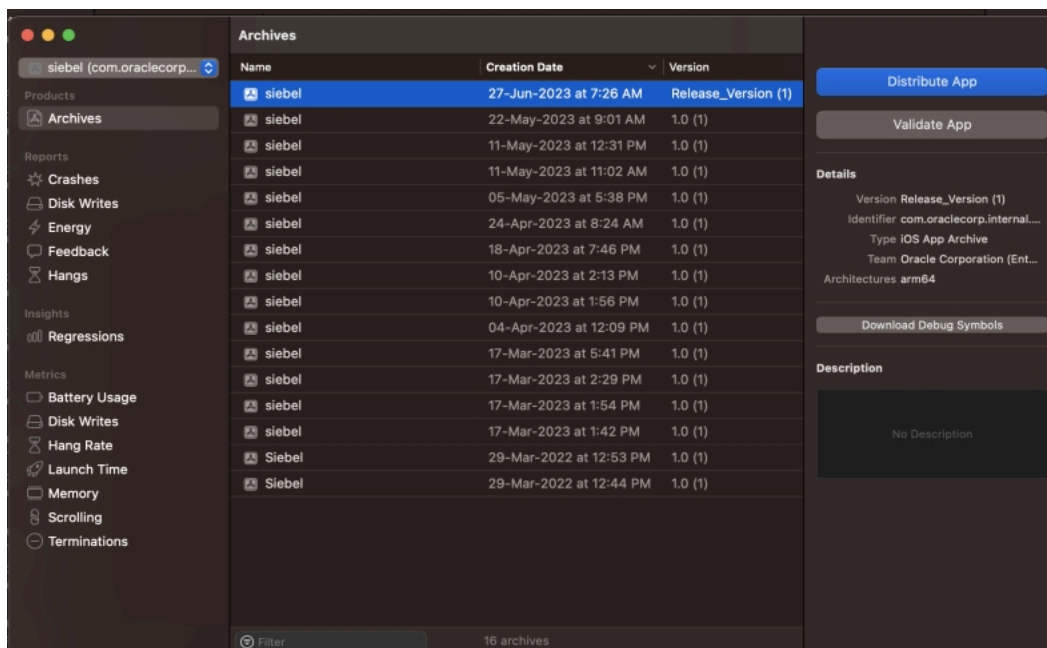 siebel (com.oraclecorp...
Products
Archives
Reports
Crashes
Disk Writes
Energy
Feedback
Hangs
Insights
Regressions
Metrics
Battery Usage
Disk Writes
Hang Rate
Launch Time
Memory
Scrolling
Terminations
Archives
Name Creation Date Version
siebel 27-Jun-2023 at 7:26 AM Release_Version (1)
siebel 22-May-2023 at 9:01 AM 1.0 (1)
siebel 11-May-2023 at 12:31 PM 1.0 (1)
siebel 11-May-2023 at 11:02 AM 1.0 (1)
siebel 05-May-2023 at 5:38 PM 1.0 (1)
siebel 24-Apr-2023 at 8:24 AM 1.0 (1)
siebel 18-Apr-2023 at 7:46 PM 1.0 (1)
siebel 10-Apr-2023 at 2:13 PM 1.0 (1)
siebel 10-Apr-2023 at 1:56 PM 1.0 (1)
siebel 04-Apr-2023 at 12:09 PM 1.0 (1)
siebel 17-Mar-2023 at 5:41 PM 1.0 (1)
siebel 17-Mar-2023 at 2:29 PM 1.0 (1)
siebel 17-Mar-2023 at 1:54 PM 1.0 (1)
siebel 17-Mar-2023 at 1:42 PM 1.0 (1)
Siebel 29-Mar-2022 at 12:53 PM 1.0 (1)
Siebel 29-Mar-2022 at 12:44 PM 1.0 (1)
Filter 16 archives
Distribute App
Validate App
Details
Version Release_Version (1)
Identifier com.oraclecorp.internal....
Type iOS App Archive
Team Oracle Corporation (Ent...
Architectures arm64
Download Debug Symbols
Description
No Description